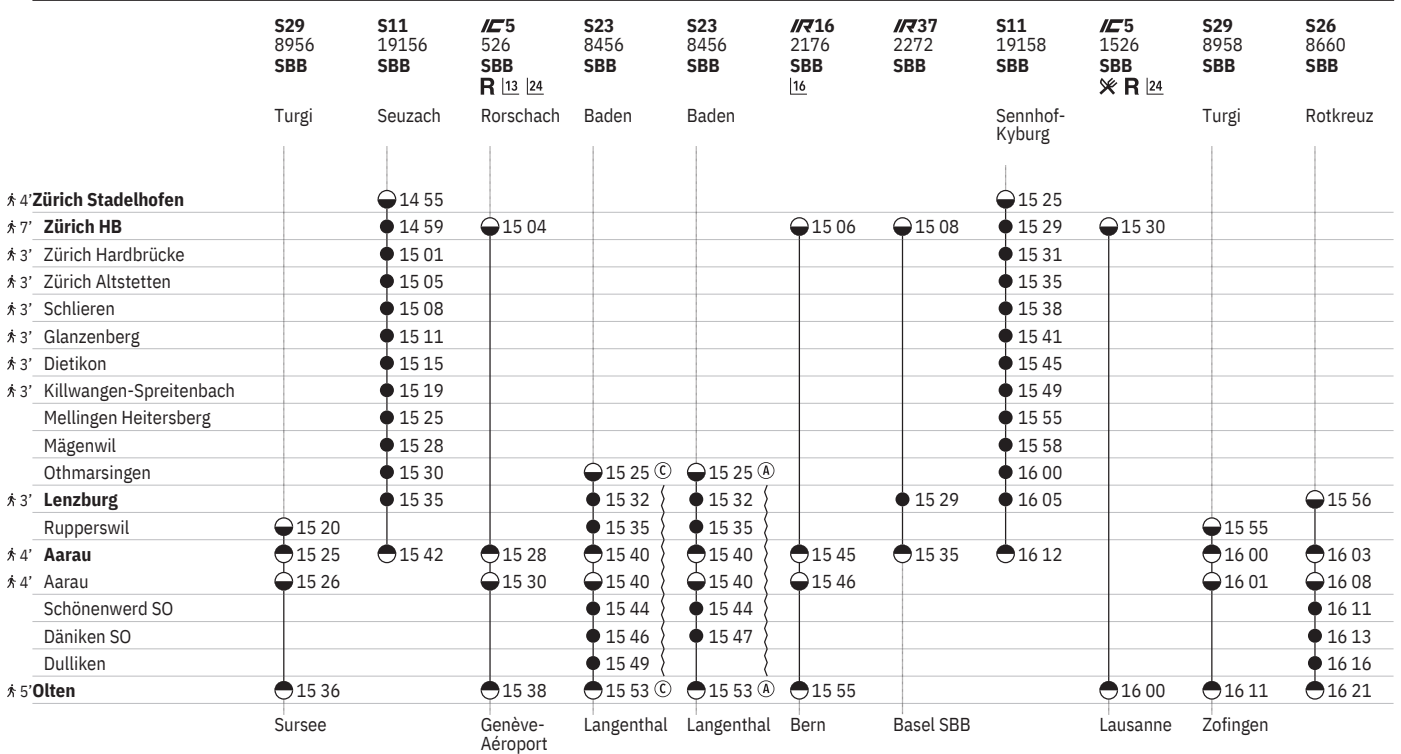 S29 S11 IC5 S23 S23 IR16 IR37 S11 IC5 S29 S26
8956 19156 526 8456 8456 2176 2272 19158 1526 8958 8660
SBB SBB SBB SBB SBB SBB SBB SBB SBB SBB SBB
R 13 24 16 R 24
Turgi Seuzach Rorschach Baden Baden Sennhof- Turgi Rotkreuz
Kyburg
4’ Zürich Stadelhofen 14 55 15 25
7’ Zürich HB 14 59 15 04 15 06 15 08 15 29 15 30
3’ Zürich Hardbrücke 15 01 15 31
3’ Zürich Altstetten 15 05 15 35
3’ Schlieren 15 08 15 38
3’ Glanzenberg 15 11 15 41
3’ Dietikon 15 15 15 45
3’ Killwangen-Spreitenbach 15 19 15 49
Mellingen Heitersberg 15 25 15 55
Mägenwil 15 28 15 58
Othmarsingen 15 30 15 25 Ⓒ 15 25 Ⓐ 16 00
3’ Lenzburg 15 35 15 32 15 32 15 29 16 05 15 56
Rupperswil 15 20 15 35 15 35 15 55
4’ Aarau 15 25 15 42 15 28 15 40 15 40 15 45 15 35 16 12 16 00 16 03
4’ Aarau 15 26 15 30 15 40 15 40 15 46 16 01 16 08
Schönenwerd SO 15 44 15 44 16 11
Däniken SO 15 46 15 47 16 13
Dulliken 15 49 16 16
5’ Olten 15 36 15 38 15 53 Ⓒ 15 53 Ⓐ 15 55 16 00 16 11 16 21
Sursee Genève- Langenthal Langenthal Bern Basel SBB Lausanne Zofingen
Aéroport